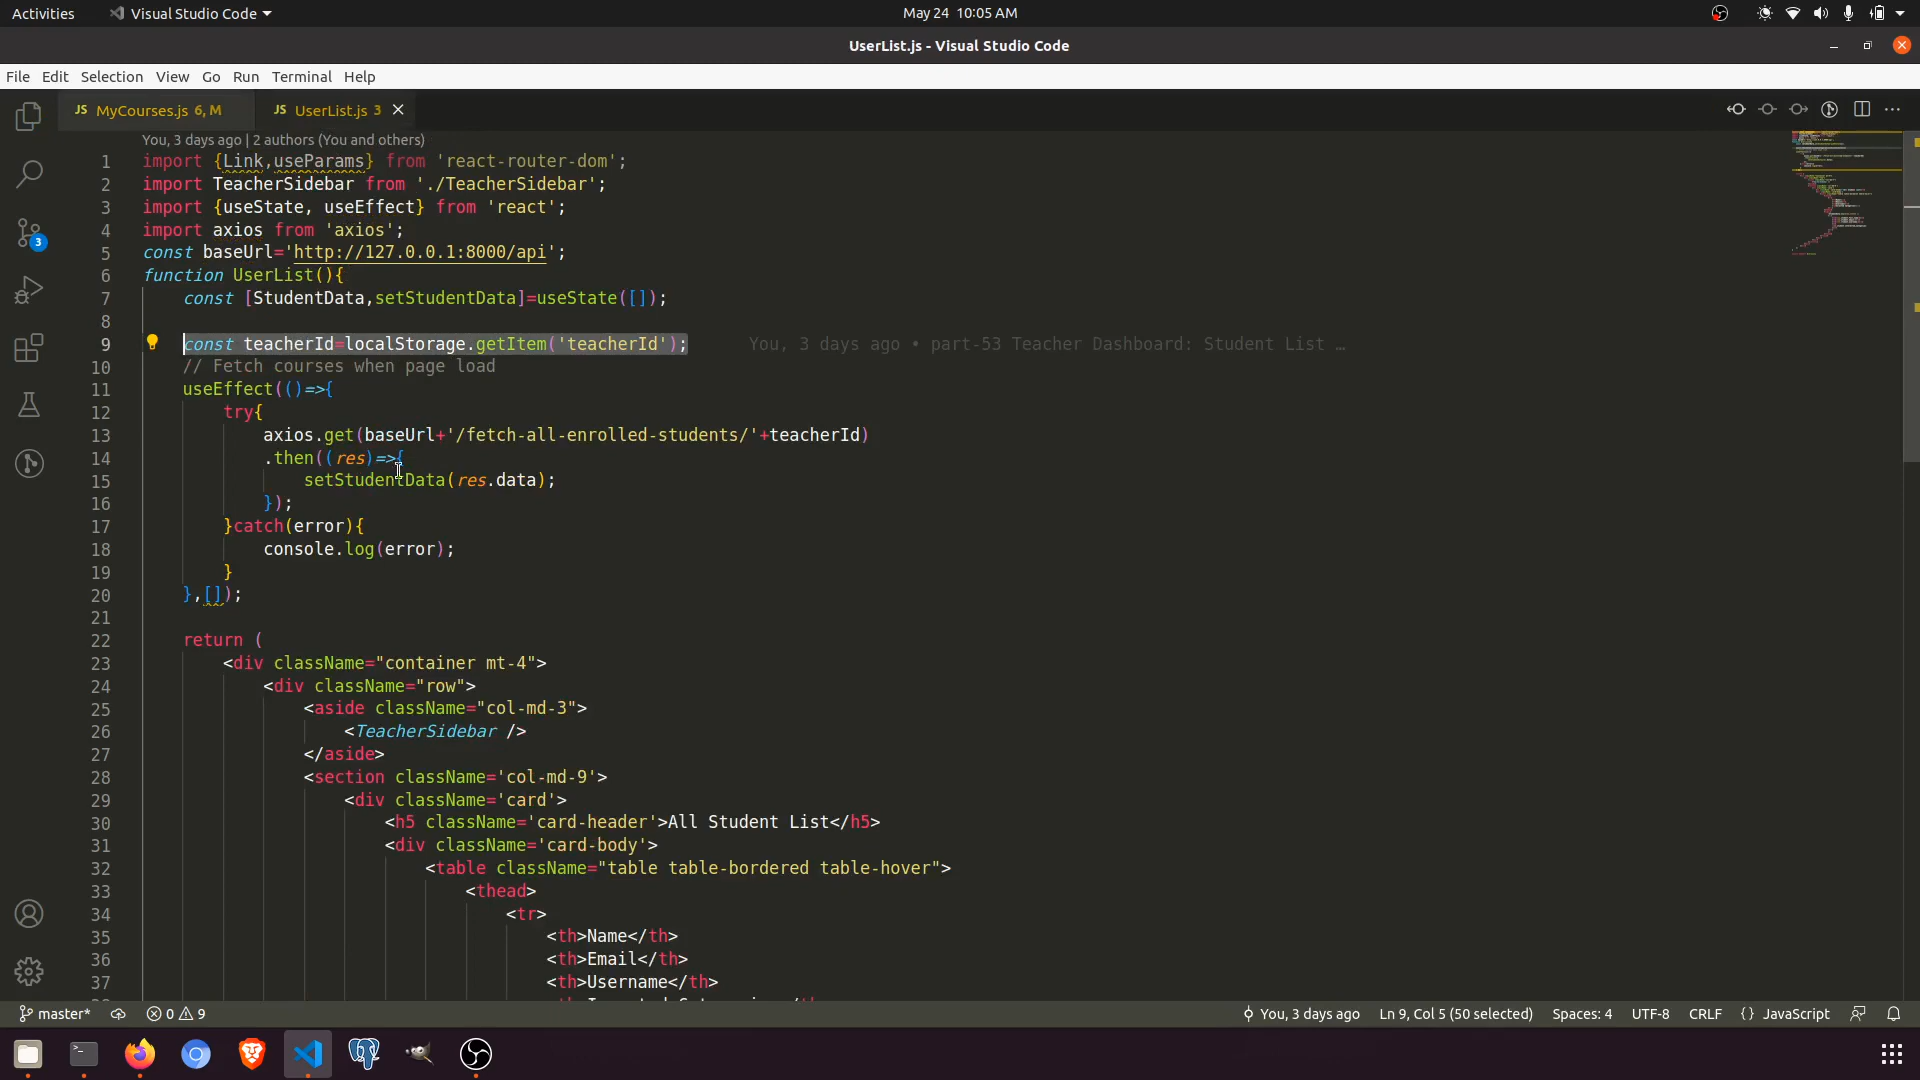 Activities
Visual Studio Code
May 24 10:05 AM
UserList.js - Visual Studio Code
File Edit Selection View Go Run Terminal Help
JS MyCourses.js 6, M
JS UserList.js 3
You, 3 days ago | 2 authors (You and others)
1 import {Link,useParams} from 'react-router-dom';
2 import TeacherSidebar from './TeacherSidebar';
3 import {useState, useEffect} from 'react';
4 import axios from 'axios';
5 const baseUrl='http://127.0.0.1:8000/api';
6 function UserList(){
7 const [StudentData,setStudentData]=useState([]);
8
9 const teacherId=localStorage.getItem('teacherId'); You, 3 days ago • part-53 Teacher Dashboard: Student List …
10 // Fetch courses when page load
11 useEffect(()=>{
12 try{
13 axios.get(baseUrl+'/fetch-all-enrolled-students/'+teacherId)
14 .then((res)=>{
15 setStudentData(res.data);
16 });
17 }catch(error){
18 console.log(error);
19 }
20 },[]);
21
22 return (
23 <div className="container mt-4">
24 <div className="row">
25 <aside className="col-md-3">
26 <TeacherSidebar />
27 </aside>
28 <section className='col-md-9'>
29 <div className='card'>
30 <h5 className='card-header'>All Student List</h5>
31 <div className='card-body'>
32 <table className="table table-bordered table-hover">
33 <thead>
34 <tr>
35 <th>Name</th>
36 <th>Email</th>
37 <th>Username</th>
3
master* 0 9
You, 3 days ago Ln 9, Col 5 (50 selected) Spaces: 4 UTF-8 CRLF {} JavaScript